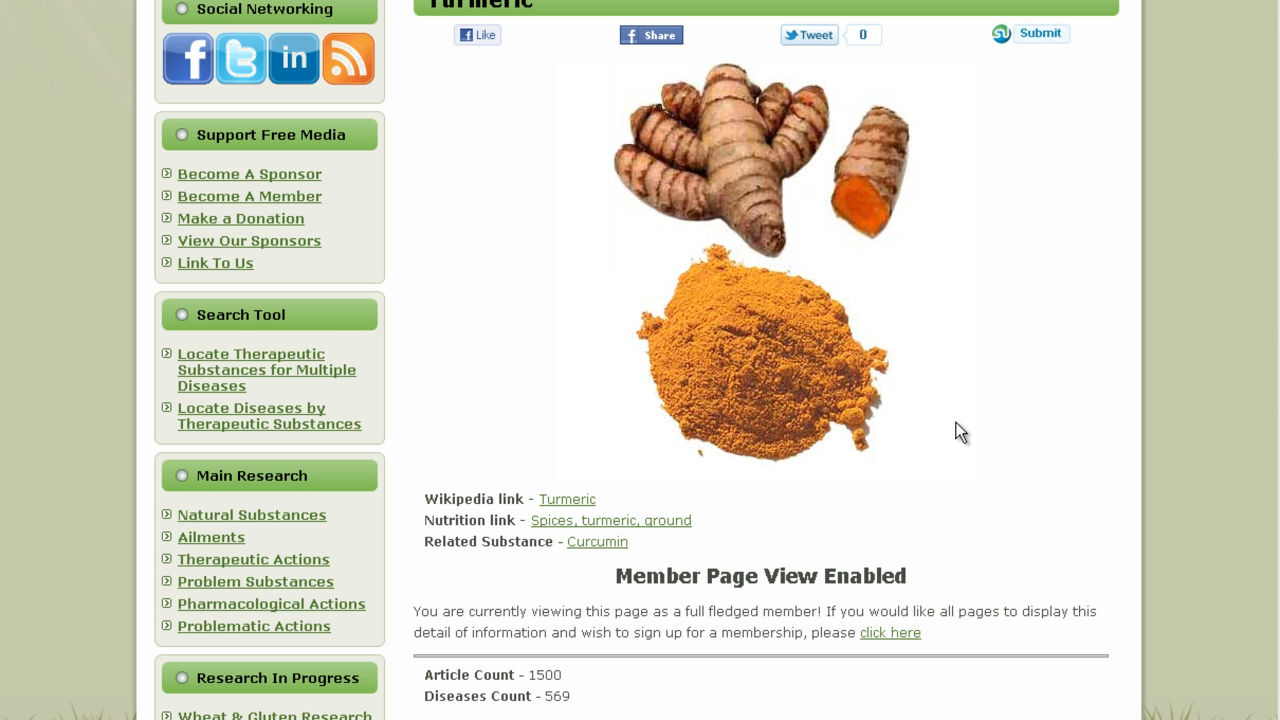 Social Networking
Support Free Media
Become A Sponsor
Become A Member
Make a Donation
View Our Sponsors
Link To Us
Search Tool
Locate Therapeutic
Substances for Multiple
Diseases
Locate Diseases by
Therapeutic Substances
Main Research
Natural Substances
Ailments
Therapeutic Actions
Problem Substances
Pharmacological Actions
Problematic Actions
Research In Progress
Wheat & Gluten Research
Turmeric
Like
Share
Tweet 0
Submit
Wikipedia link - Turmeric
Nutrition link - Spices, turmeric, ground
Related Substance - Curcumin
Member Page View Enabled
You are currently viewing this page as a full fledged member! If you would like all pages to display this
detail of information and wish to sign up for a membership, please click here
Article Count - 1500
Diseases Count - 569